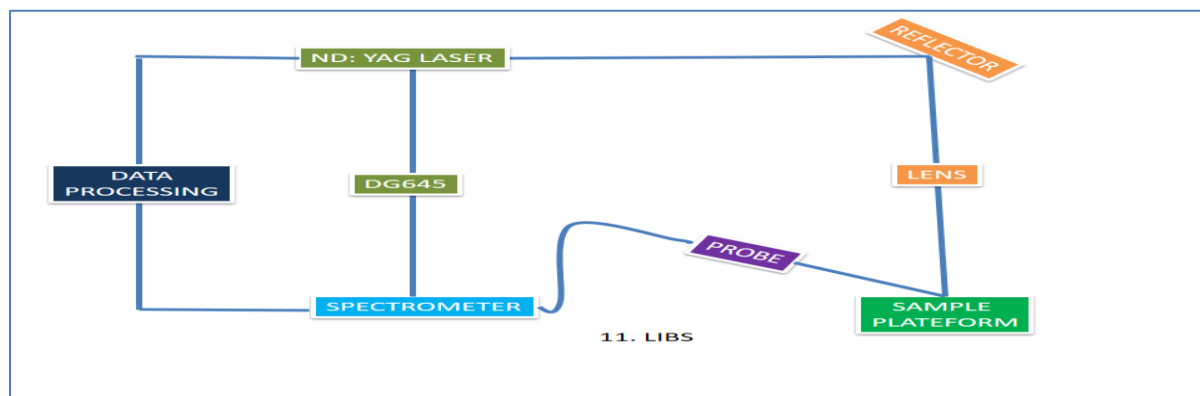 REFLECTOR
ND: YAG LASER
DATA
PROCESSING
DG645
LENS
PROBE
SPECTROMETER
SAMPLE
PLATEFORM
11. LIBS